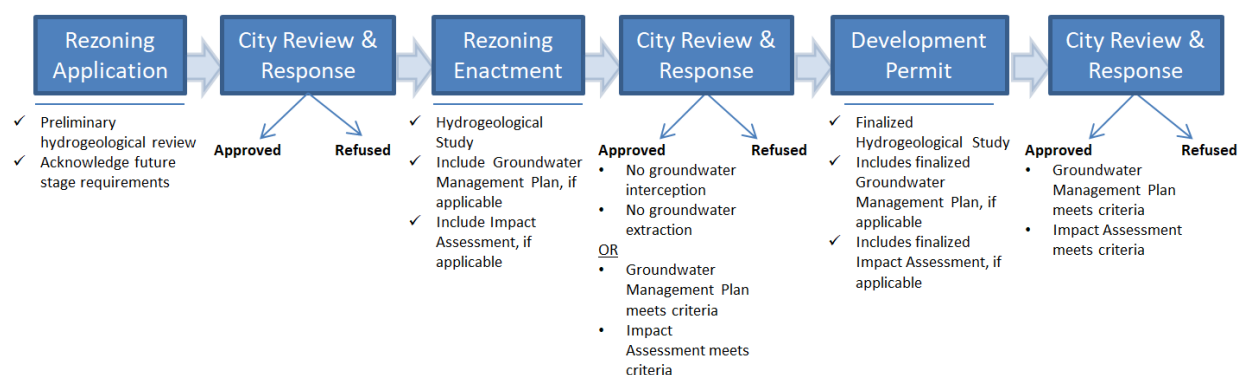 Rezoning
Application
City Review &
Response
Rezoning
Enactment
City Review &
Response
Development
Permit
City Review &
Response
✓ Preliminary
hydrogeological review
✓ Acknowledge future
stage requirements
Approved
Refused
✓ Hydrogeological
Study
✓ Include Groundwater
Management Plan, if
applicable
✓ Include Impact
Assessment, if
applicable
Approved
Refused
• No groundwater
interception
• No groundwater
extraction
OR
• Groundwater
Management Plan
meets criteria
• Impact
Assessment meets
criteria
✓ Finalized
Hydrogeological Study
✓ Includes finalized
Groundwater
Management Plan, if
applicable
✓ Includes finalized
Impact Assessment, if
applicable
Approved
Refused
• Groundwater
Management Plan
meets criteria
• Impact Assessment
meets criteria